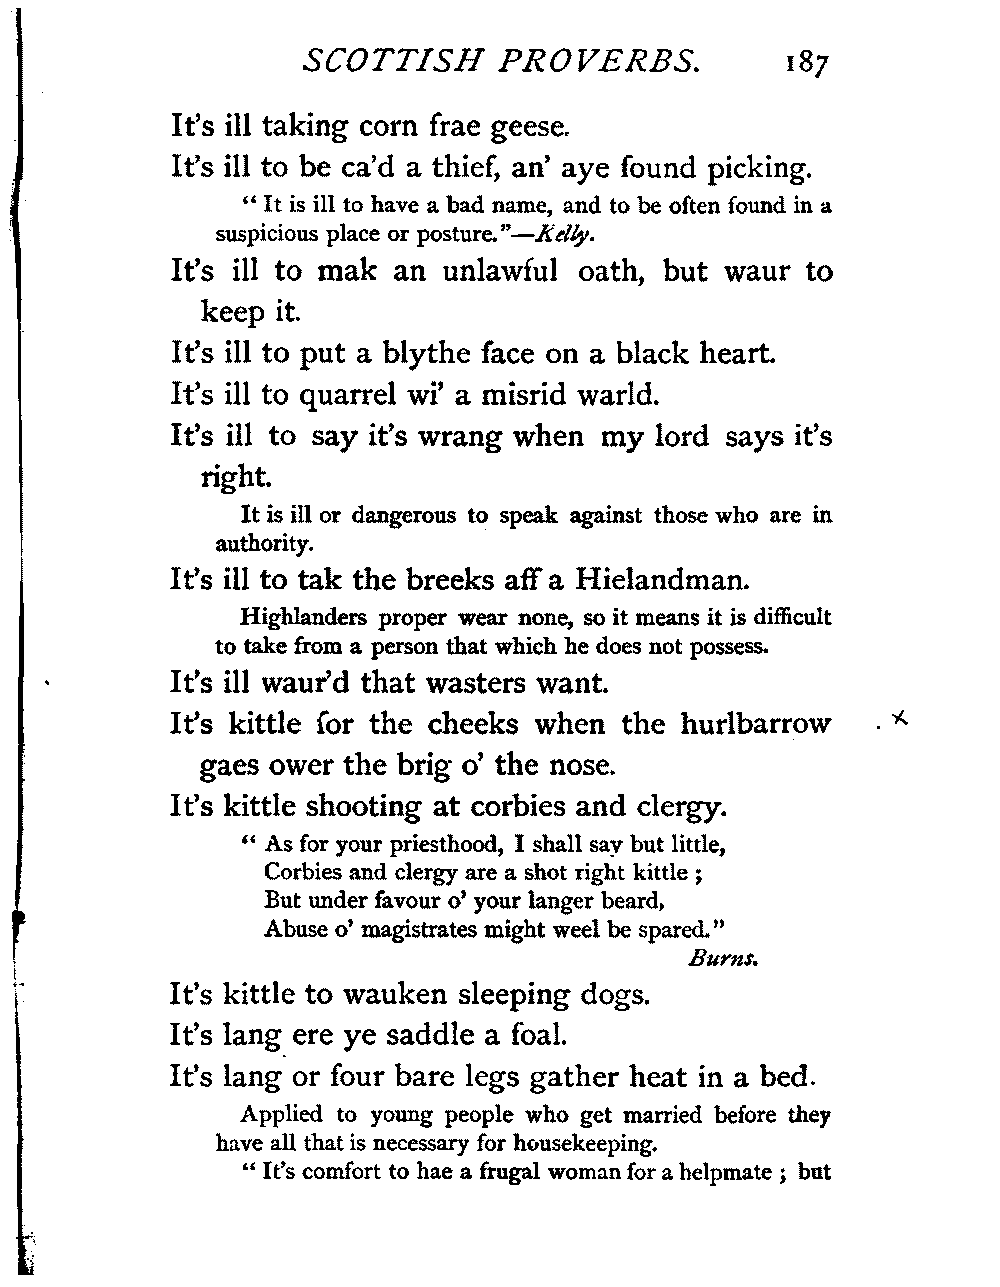 SCOTTISH PROVERBS. 187
It's ill taking corn frae geese.
It's ill to be ca'd a thief, an' aye found picking.
“ It is ill to have a bad name, and to be often found in a
suspicious place or posture.”—Kelly.
It's ill to mak an unlawful oath, but waur to
keep it.
It's ill to put a blythe face on a black heart.
It's ill to quarrel wi' a misrid warld.
It's ill to say it's wrang when my lord says it's
right.
It is ill or dangerous to speak against those who are in
authority.
It's ill to tak the breeks aff a Hielandman.
Highlanders proper wear none, so it means it is difficult
to take from a person that which he does not possess.
It's ill waur'd that wasters want.
It's kittle for the cheeks when the hurlbarrow
gaes ower the brig o' the nose.
It's kittle shooting at corbies and clergy.
“ As for your priesthood, I shall say but little,
Corbies and clergy are a shot right kittle ;
But under favour o' your langer beard,
Abuse o' magistrates might weel be spared.”
Burns.
It's kittle to wauken sleeping dogs.
It's lang ere ye saddle a foal.
It's lang or four bare legs gather heat in a bed.
Applied to young people who get married before they
have all that is necessary for housekeeping.
“ It's comfort to hae a frugal woman for a helpmate ; but